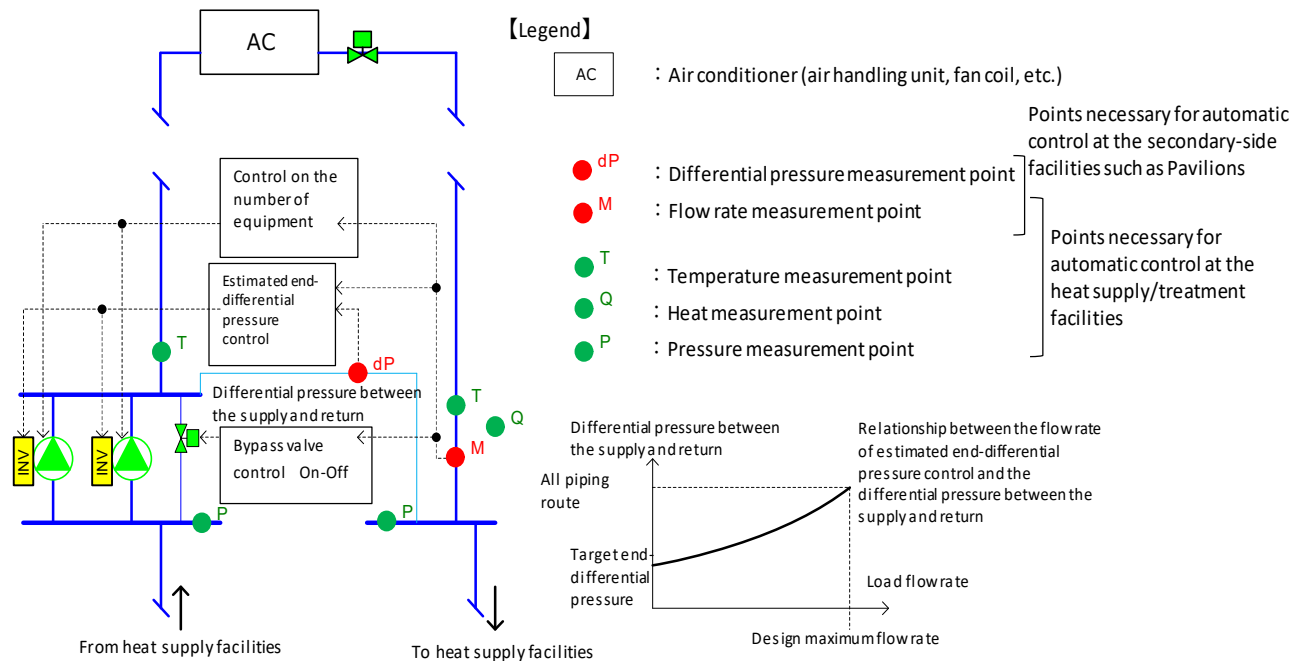 AC
【Legend】
AC
：Air conditioner (air handling unit, fan coil, etc.)
Points necessary for automatic
control at the secondary-side
facilities such as Pavilions
dP
：Differential pressure measurement point
M
：Flow rate measurement point
T
：Temperature measurement point
Q
：Heat measurement point
P
：Pressure measurement point
Points necessary for
automatic control at the
heat supply/treatment
facilities
Control on the
number of
equipment
Estimated end-
differential
pressure
control
T
dP
Differential pressure between
the supply and return
T
Q
M
INV
INV
Bypass valve
control On-Off
P
P
From heat supply facilities
To heat supply facilities
Differential pressure between
the supply and return
All piping
route
Target end-
differential
pressure
Relationship between the flow rate
of estimated end-differential
pressure control and the
differential pressure between the
supply and return
Load flow rate
Design maximum flow rate